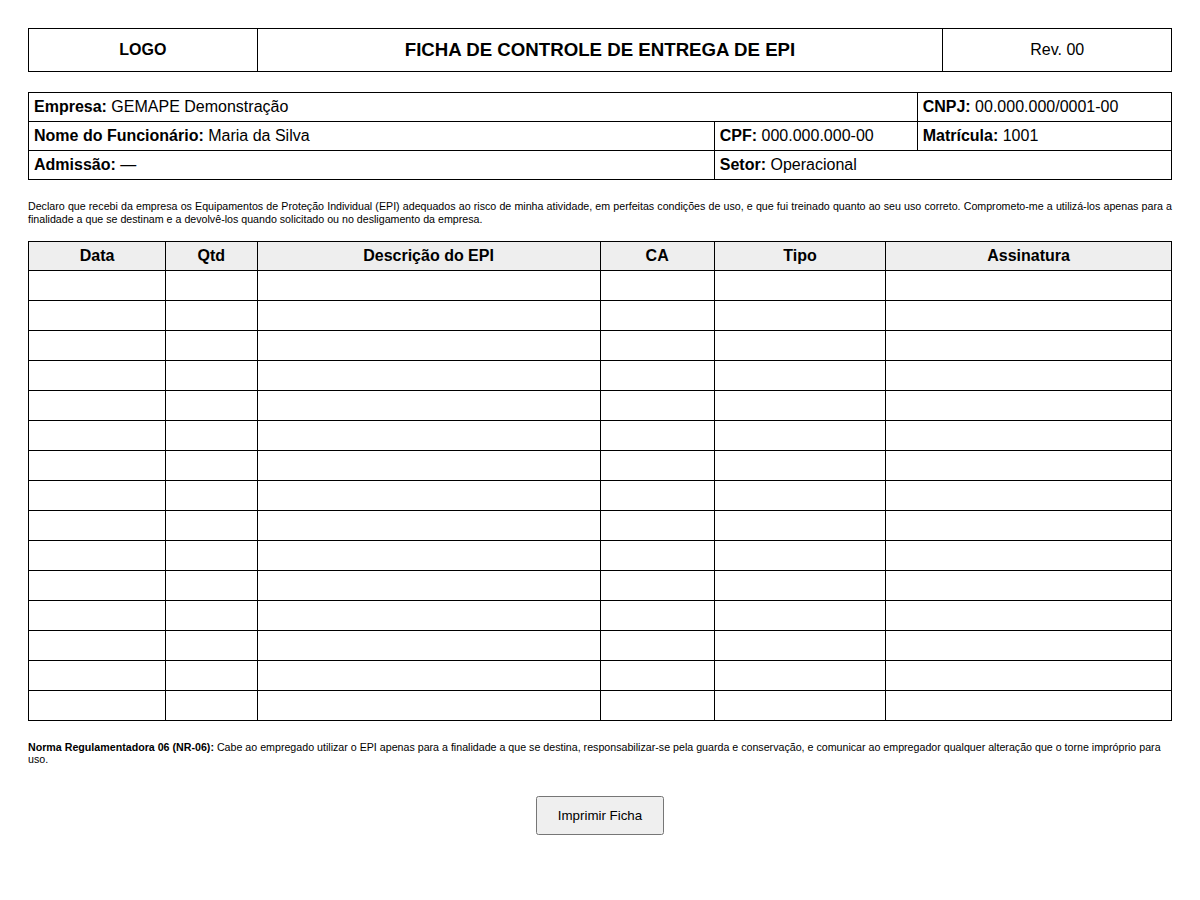 LOGO FICHA DE CONTROLE DE ENTREGA DE EPI Rev. 00
Empresa: GEMAPE Demonstração CNPJ: 00.000.000/0001-00
Nome do Funcionário: Maria da Silva CPF: 000.000.000-00 Matrícula: 1001
Admissão: — Setor: Operacional
Declaro que recebi da empresa os Equipamentos de Proteção Individual (EPI) adequados ao risco de minha atividade, em perfeitas condições de uso, e que fui treinado quanto ao seu uso correto. Comprometo-me a utilizá-los apenas para a
finalidade a que se destinam e a devolvê-los quando solicitado ou no desligamento da empresa.
Data Qtd Descrição do EPI CA Tipo Assinatura
Norma Regulamentadora 06 (NR-06): Cabe ao empregado utilizar o EPI apenas para a finalidade a que se destina, responsabilizar-se pela guarda e conservação, e comunicar ao empregador qualquer alteração que o torne impróprio para
uso.
Imprimir Ficha